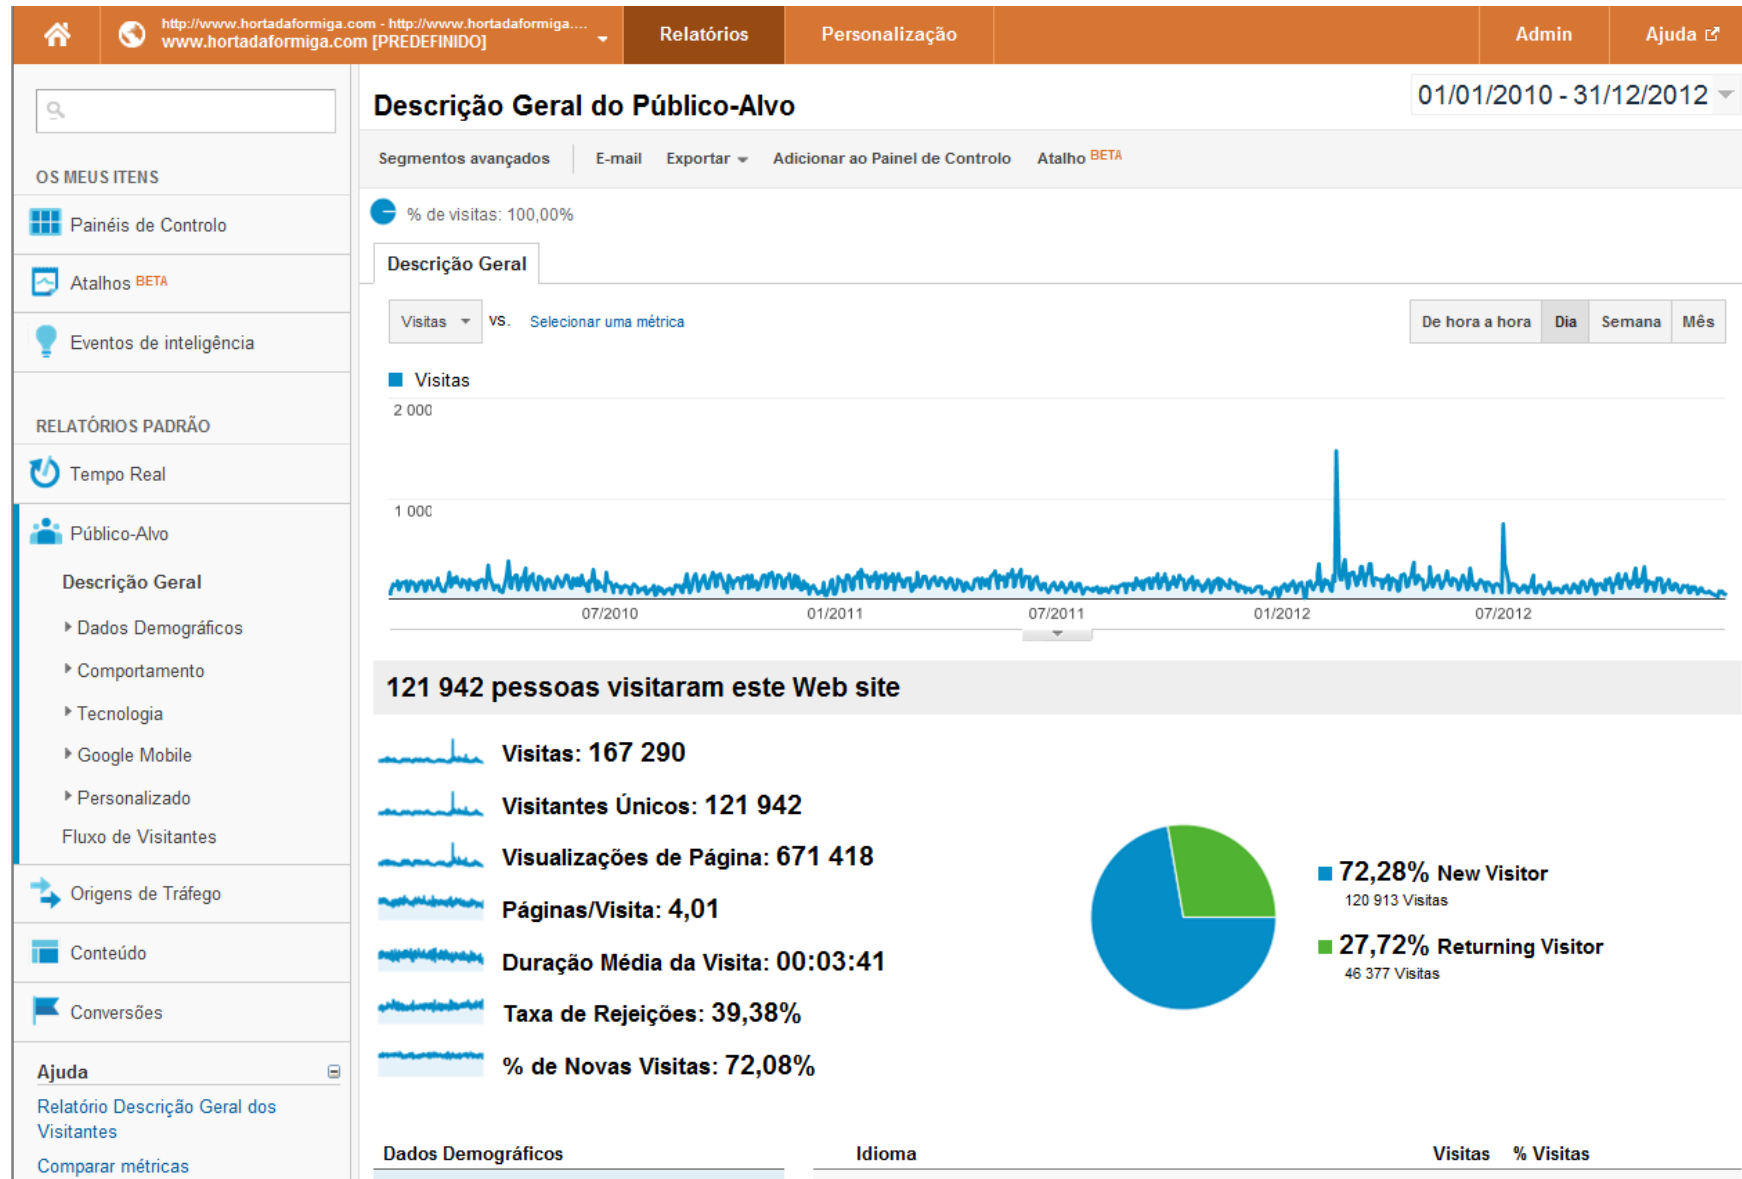 http://www.hortadaformiga.com - http://www.hortadaformiga....
www.hortadaformiga.com [PREDEFINIDO]
Relatórios
Personalização
Admin
Ajuda
Descrição Geral do Público-Alvo
01/01/2010 - 31/12/2012
Segmentos avançados
E-mail
Exportar
Adicionar ao Painel de Controlo
Atalho BETA
OS MEUS ITENS
Painéis de Controlo
Atalhos BETA
Eventos de inteligência
RELATÓRIOS PADRÃO
Tempo Real
Público-Alvo
Descrição Geral
Dados Demográficos
Comportamento
Tecnologia
Google Mobile
Personalizado
Fluxo de Visitantes
Origens de Tráfego
Conteúdo
Conversões
Ajuda
Relatório Descrição Geral dos
Visitantes
Comparar métricas
% de visitas: 100,00%
Descrição Geral
Visitas
VS.
Selecionar uma métrica
De hora a hora
Dia
Semana
Mês
Visitas
2 000
1 000
07/2010
01/2011
07/2011
01/2012
07/2012
121 942 pessoas visitaram este Web site
Visitas: 167 290
Visitantes Únicos: 121 942
Visualizações de Página: 671 418
Páginas/Visita: 4,01
Duração Média da Visita: 00:03:41
Taxa de Rejeições: 39,38%
% de Novas Visitas: 72,08%
72,28% New Visitor
120 913 Visitas
27,72% Returning Visitor
46 377 Visitas
Dados Demográficos
Idioma
Visitas
% Visitas